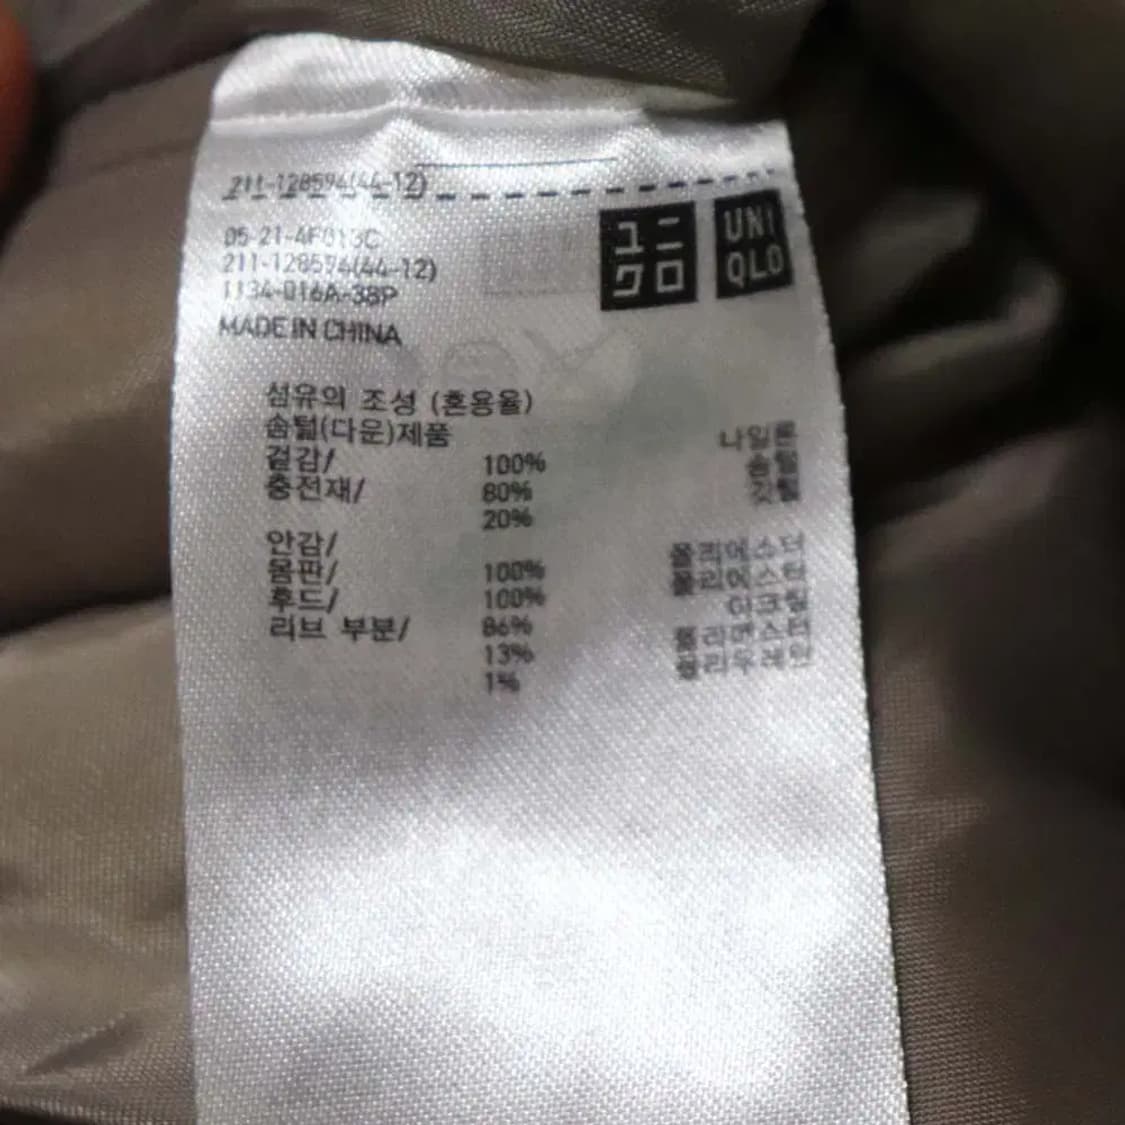 211-128594(44-12)
05-21-4F013C
211-128594(44-12)
1134-016A-38P
MADE IN CHINA
ユニ
クロ
UNI
QLO
섬유의 조성 (혼용율)
솜털(다운)제품
겉감/ 100% 나일론
충전재/ 80% 솜털
20% 깃털
안감/
몸판/ 100% 폴리에스터
후드/ 100% 폴리에스터
리브 부분/ 86% 아크릴
13% 폴리에스터
1% 폴리우레탄